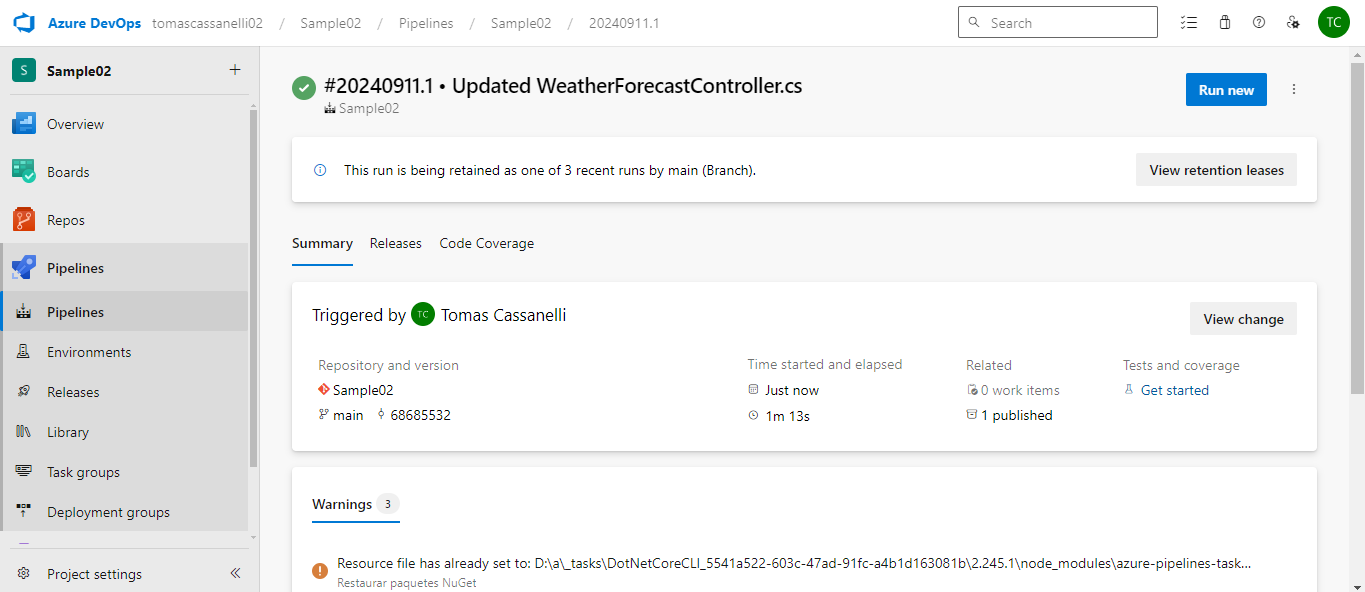 Azure DevOps tomascassanelli02 / Sample02 / Pipelines / Sample02 / 20240911.1
Search
TC
S Sample02 +
Overview
Boards
Repos
Pipelines
Pipelines
Environments
Releases
Library
Task groups
Deployment groups
Project settings
#20240911.1 • Updated WeatherForecastController.cs
Sample02
Run new
This run is being retained as one of 3 recent runs by main (Branch).
View retention leases
Summary Releases Code Coverage
Triggered by TC Tomas Cassanelli
View change
Repository and version
Sample02
main 68685532
Time started and elapsed
Just now
1m 13s
Related
0 work items
1 published
Tests and coverage
Get started
Warnings 3
Resource file has already set to: D:\a\_tasks\DotNetCoreCLI_5541a522-603c-47ad-91fc-a4b1d163081b\2.245.1\node_modules\azure-pipelines-task...
Restaurar paquetes NuGet